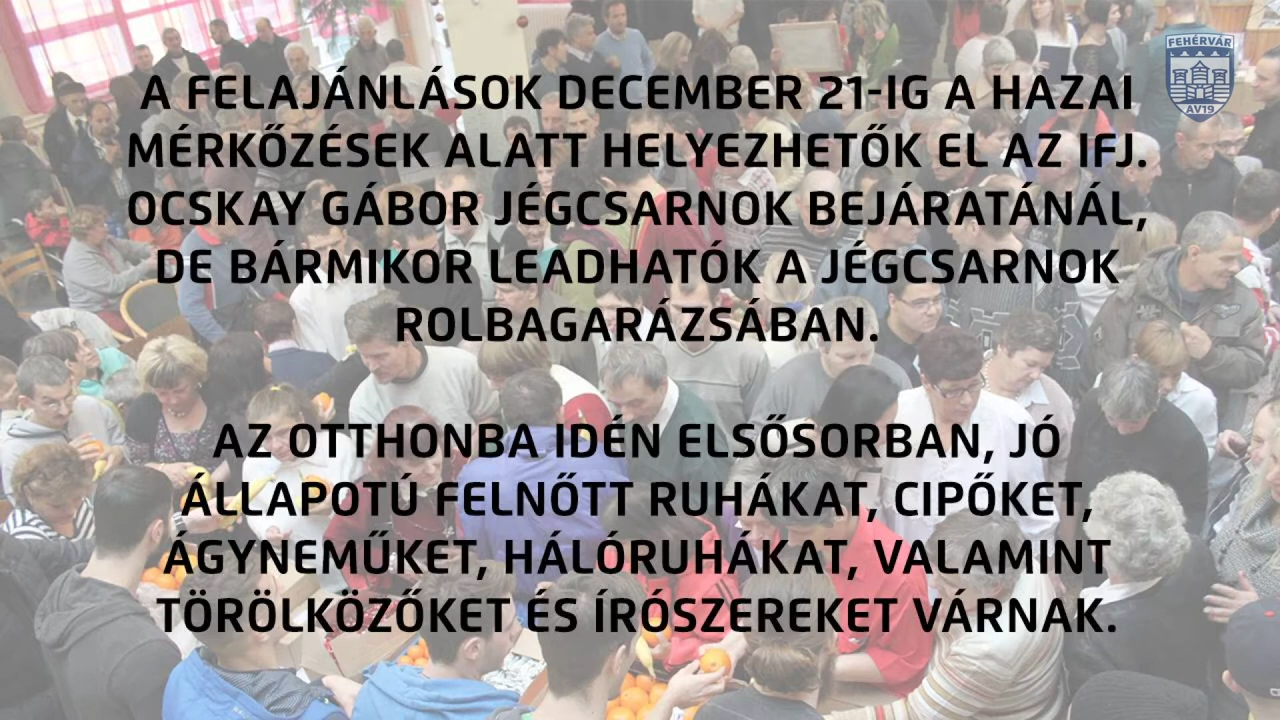 FEHÉRVÁR
AV19
A FELAJÁNLÁSOK DECEMBER 21-IG A HAZAI
MÉRKŐZÉSEK ALATT HELYEZHETŐK EL AZ IFJ.
OCSKAY GÁBOR JÉGCSARNOK BEJÁRATÁNÁL,
DE BÁRMIKOR LEADHATÓK A JÉGCSARNOK
ROLBAGARÁZSÁBAN.
AZ OTTHONBA IDÉN ELSŐSORBAN, JÓ
ÁLLAPOTÚ FELNŐTT RUHÁKAT, CIPŐKET,
ÁGYNEMŰKET, HÁLÓRUHÁKAT, VALAMINT
TÖRÖLKÖZŐKET ÉS ÍRÓSZEREKET VÁRNAK.